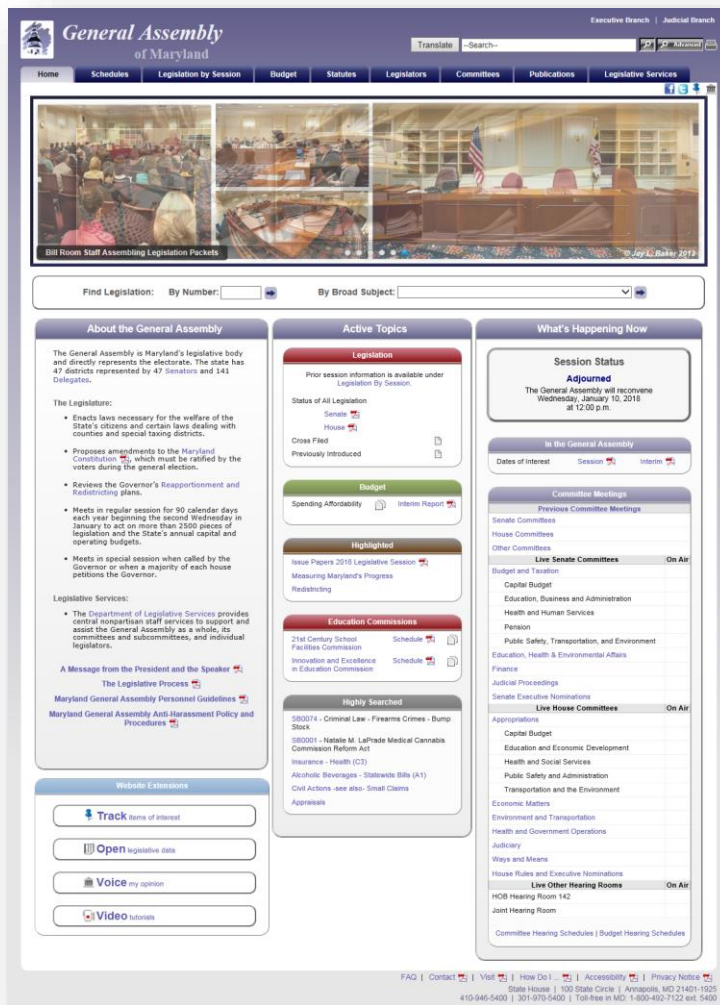 Executive Branch | Judicial Branch
General Assembly
of Maryland
Translate --Search-- Advanced
Home Schedules Legislation by Session Budget Statutes Legislators Committees Publications Legislative Services
Bill Room Staff Assembling Legislation Packets
© Jay L. Baker 2012
Find Legislation: By Number: By Broad Subject:
About the General Assembly
The General Assembly is Maryland's legislative body
and directly represents the electorate. The state has
47 districts represented by 47 Senators and 141
Delegates.
The Legislature:
• Enacts laws necessary for the welfare of the
State's citizens and certain laws dealing with
counties and special taxing districts.
• Proposes amendments to the Maryland
Constitution, which must be ratified by the
voters during the general election.
• Reviews the Governor's Reapportionment and
Redistricting plans.
• Meets in regular session for 90 calendar days
each year beginning the second Wednesday in
January to act on more than 2500 pieces of
legislation and the State's annual capital and
operating budgets.
• Meets in special session when called by the
Governor or when a majority of each house
petitions the Governor.
Legislative Services:
• The Department of Legislative Services provides
central nonpartisan staff services to support and
assist the General Assembly as a whole, its
committees and subcommittees, and individual
legislators.
A Message from the President and the Speaker
The Legislative Process
Maryland General Assembly Personnel Guidelines
Maryland General Assembly Anti-Harassment Policy and
Procedures
Website Extensions
Track items of interest
Open legislative data
Voice my opinion
Video tutorials
Active Topics
Legislation
Prior session information is available under
Legislation By Session.
Status of All Legislation
Senate
House
Cross Filed
Previously Introduced
Budget
Spending Affordability Interim Report
Highlighted
Issue Papers 2018 Legislative Session
Measuring Maryland's Progress
Redistricting
Education Commissions
21st Century School
Facilities Commission Schedule
Innovation and Excellence
in Education Commission Schedule
Highly Searched
SB0074 - Criminal Law - Firearms Crimes - Bump
Stock
SB0001 - Natalie M. LaPrade Medical Cannabis
Commission Reform Act
Insurance - Health (C3)
Alcoholic Beverages - Statewide Bills (A1)
Civil Actions -see also- Small Claims
Appraisals
What's Happening Now
Session Status
Adjourned
The General Assembly will reconvene
Wednesday, January 10, 2018
at 12:00 p.m.
In the General Assembly
Dates of Interest Session Interim
Committee Meetings
Previous Committee Meetings
Senate Committees
House Committees
Other Committees
Live Senate Committees On Air
Budget and Taxation
Capital Budget
Education, Business and Administration
Health and Human Services
Pension
Public Safety, Transportation, and Environment
Education, Health & Environmental Affairs
Finance
Judicial Proceedings
Senate Executive Nominations
Live House Committees On Air
Appropriations
Capital Budget
Education and Economic Development
Health and Social Services
Public Safety and Administration
Transportation and the Environment
Economic Matters
Environment and Transportation
Health and Government Operations
Judiciary
Ways and Means
House Rules and Executive Nominations
Live Other Hearing Rooms On Air
HOB Hearing Room 142
Joint Hearing Room
Committee Hearing Schedules | Budget Hearing Schedules
FAQ | Contact | Visit | How Do I ... | Accessibility | Privacy Notice
State House | 100 State Circle | Annapolis, MD 21401-1925
410-946-5400 | 301-970-5400 | Toll-free in MD 1-800-492-7122 ext. 5400